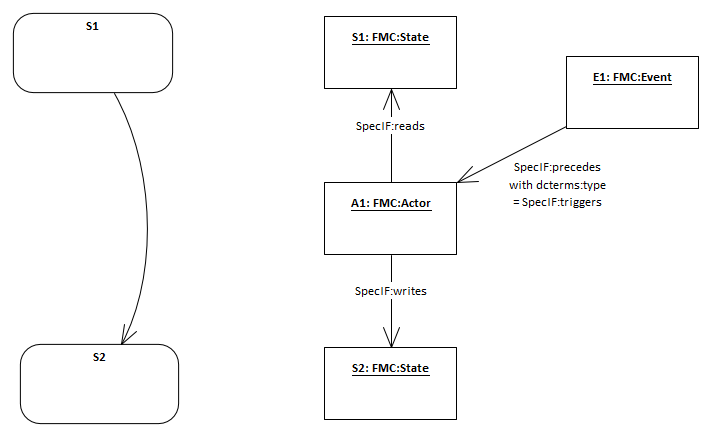 S1
S1: FMC:State
E1: FMC:Event
SpecIF:reads
SpecIF:precedes
with dcterms:type
= SpecIF:triggers
A1: FMC:Actor
SpecIF:writes
S2
S2: FMC:State